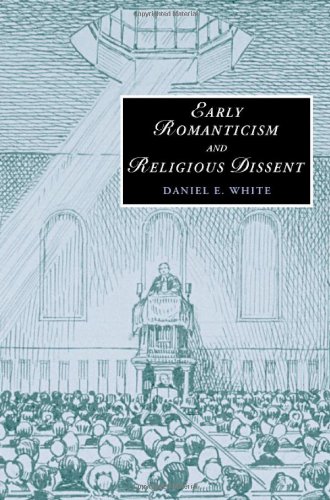 EARLY
ROMANTICISM
AND
RELIGIOUS DISSENT
DANIEL E. WHITE